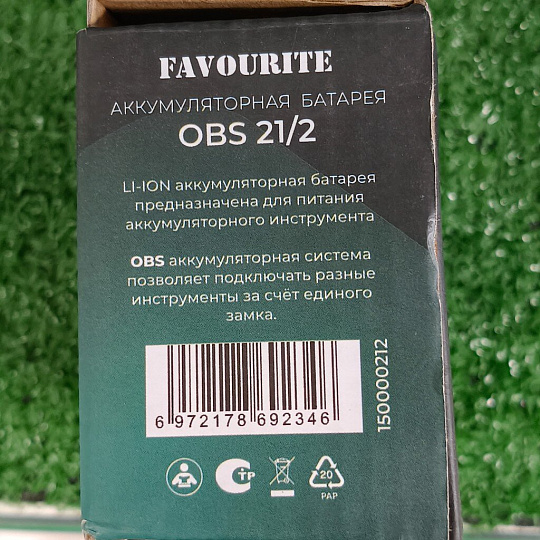 FAVOURITE
АККУМУЛЯТОРНАЯ БАТАРЕЯ
OBS 21/2
LI-ION аккумуляторная батарея
предназначена для питания
аккумуляторного инструмента
OBS аккумуляторная система
позволяет подключать разные
инструменты за счёт единого
замка.
6 972178 692346
150000212
СТР
20
PAP